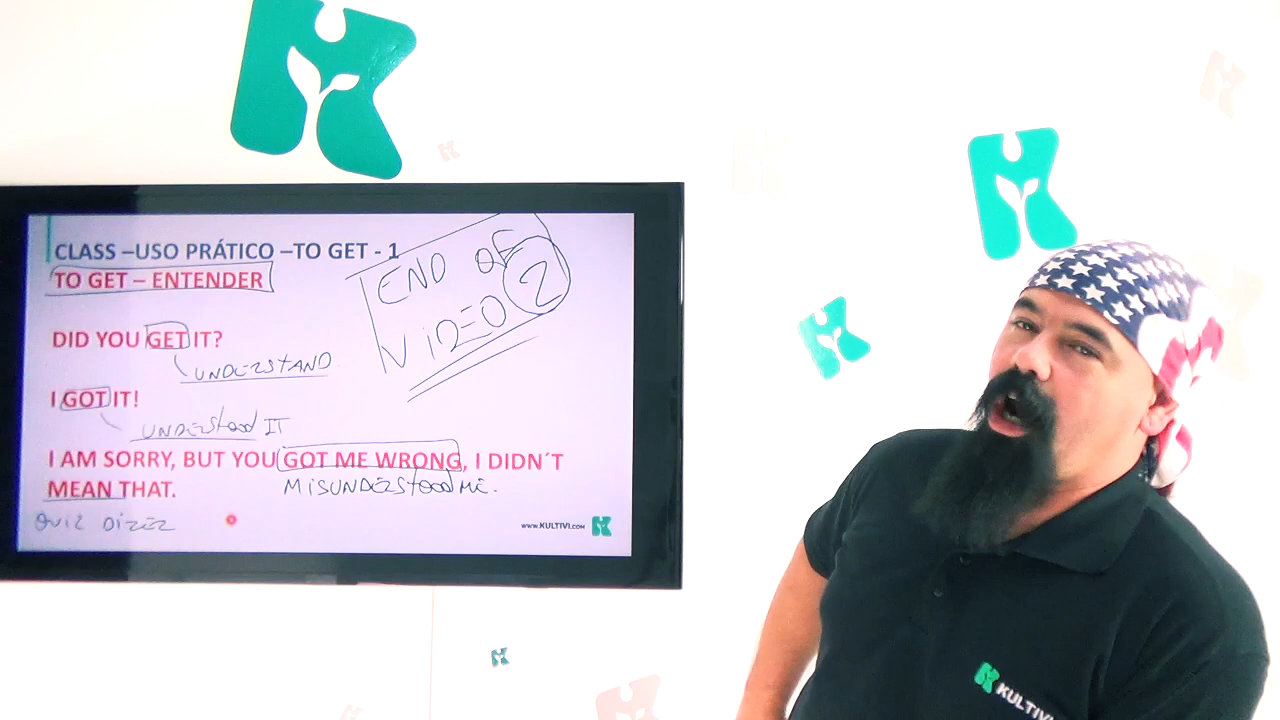 CLASS –USO PRÁTICO –TO GET - 1
TO GET – ENTENDER
END OF
VIDEO 2
DID YOU GET IT?
UNDERSTAND
I GOT IT!
UNDERSTOOD IT
I AM SORRY, BUT YOU GOT ME WRONG, I DIDN´T
MISUNDERSTOOD ME.
MEAN THAT.
QUIZ DIZER
WWW.KULTIVI.COM
KULTIVI